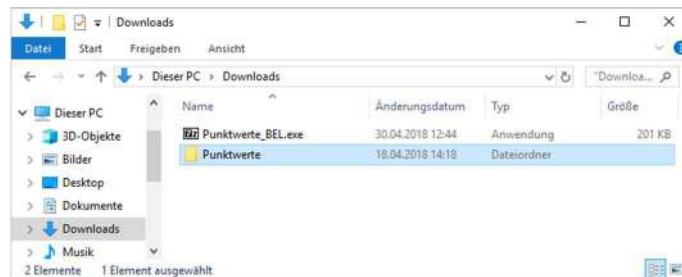 Downloads
Datei Start Freigeben Ansicht
Dieser PC > Downloads "Downloa...
Name Änderungsdatum Typ Größe
Dieser PC
3D-Objekte
Bilder
Desktop
Dokumente
Downloads
Musik
Punktwerte_BEL.exe 30.04.2018 12:44 Anwendung 201 KB
Punktwerte 18.04.2018 14:18 Dateiordner
2 Elemente 1 Element ausgewählt